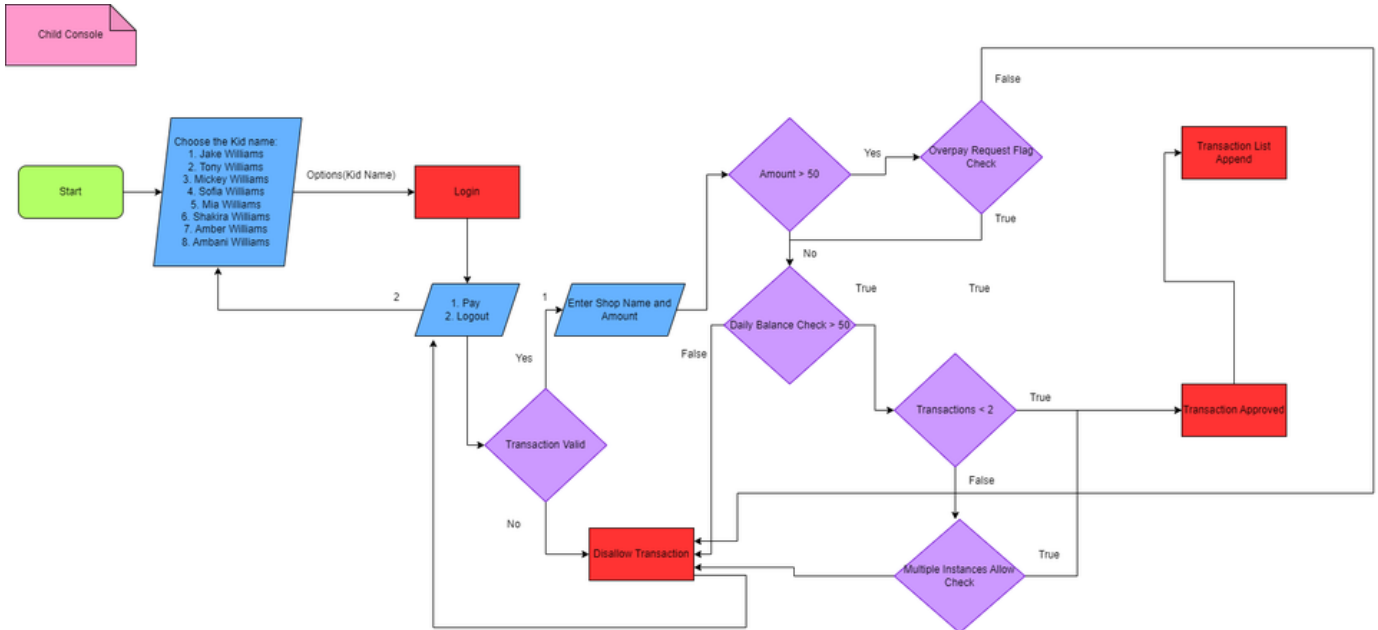 Child Console
Start
Choose the Kid name:
1. Jake Williams
2. Tony Williams
3. Mickey Williams
4. Sofia Williams
5. Mia Williams
6. Shakira Williams
7. Amber Williams
8. Ambani Williams
Options(Kid Name)
Login
2
1. Pay
2. Logout
Yes
1
Enter Shop Name and
Amount
Transaction Valid
No
Disallow Transaction
Amount > 50
Yes
Overpay Request Flag
Check
False
True
No
True
True
Daily Balance Check > 50
False
Transactions < 2
True
False
Multiple Instances Allow
Check
True
Transaction Approved
Transaction List
Append